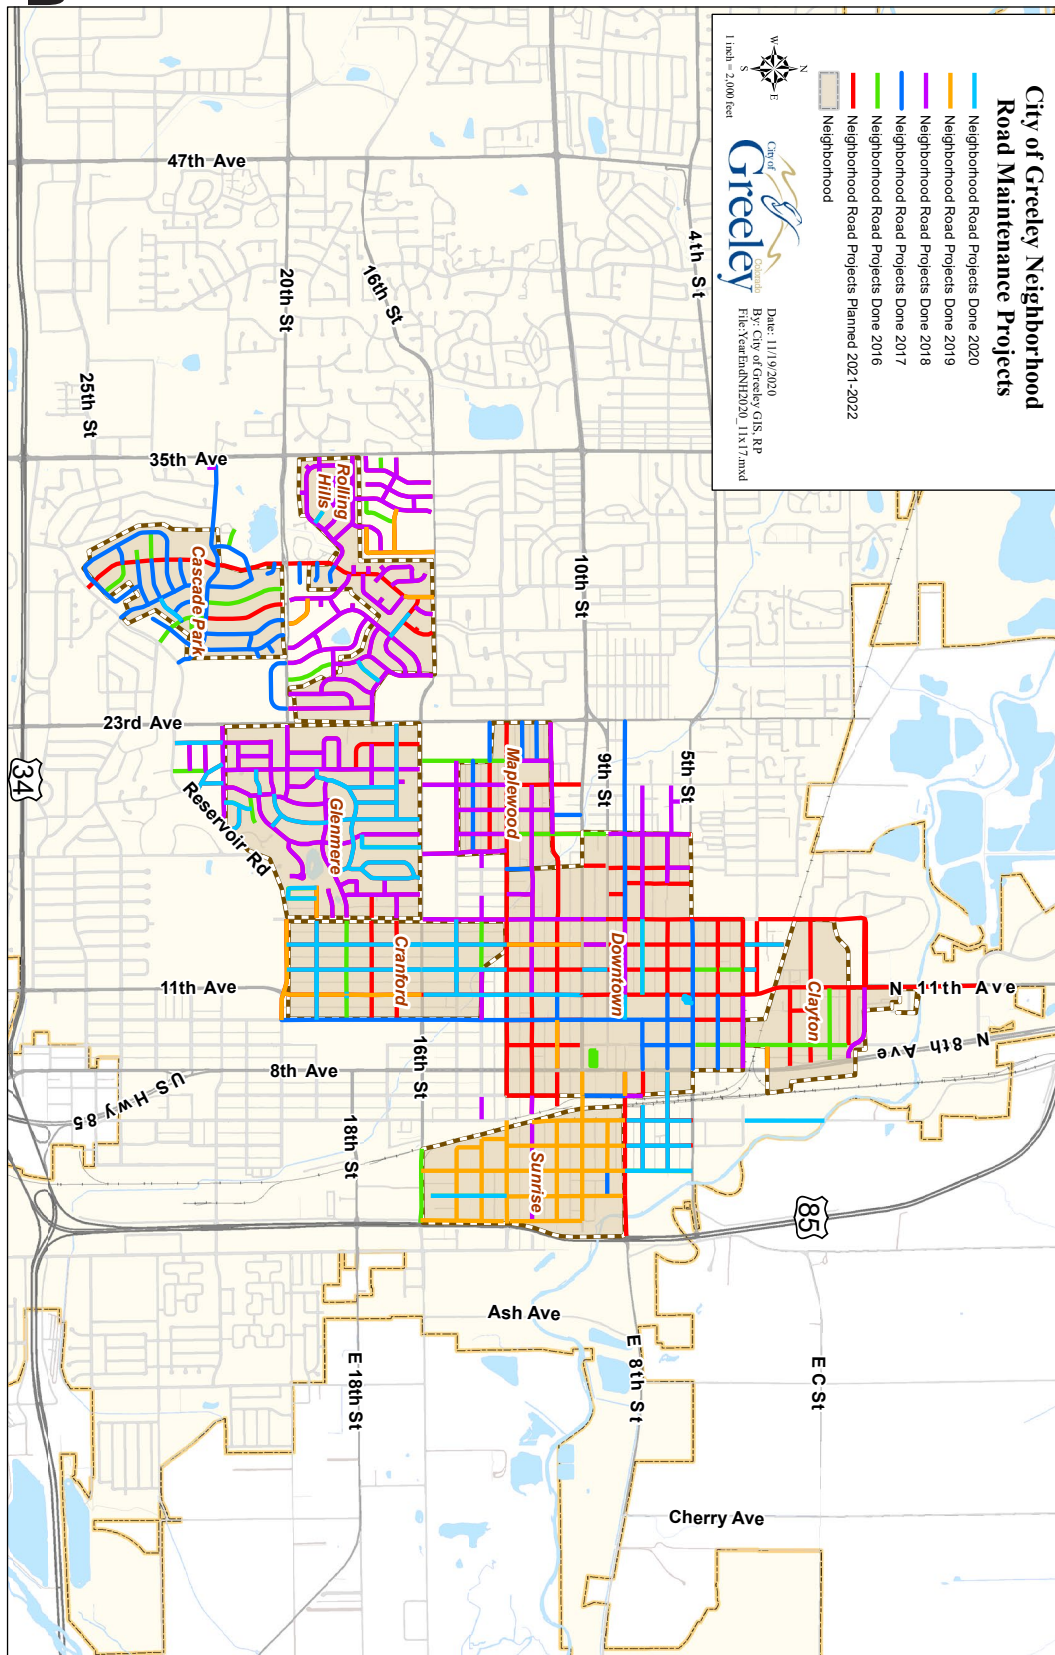 City of Greeley Neighborhood
Road Maintenance Projects
Neighborhood Road Projects Done 2020
Neighborhood Road Projects Done 2019
Neighborhood Road Projects Done 2018
Neighborhood Road Projects Done 2017
Neighborhood Road Projects Done 2016
Neighborhood Road Projects Planned 2021-2022
Neighborhood
N
E
S
W
1 inch = 2,000 feet
City of
Greeley
Colorado
Date: 11/19/2020
By: City of Greeley GIS, RP
File:YearEndNH2020_11x17.mxd
47th Ave
4th St
16th St
20th St
25th St
35th Ave
Rolling
Hills
Cascade Park
10th St
23rd Ave
9th St
5th St
34
Reservoir Rd
Maplewood
Glenmere
Cranford
Downtown
Clayton
11th Ave
N 11th Ave
N 8th Ave
8th Ave
16th St
US Hwy 85
18th St
Sunrise
85
Ash Ave
E 8th St
E C St
E 18th St
Cherry Ave